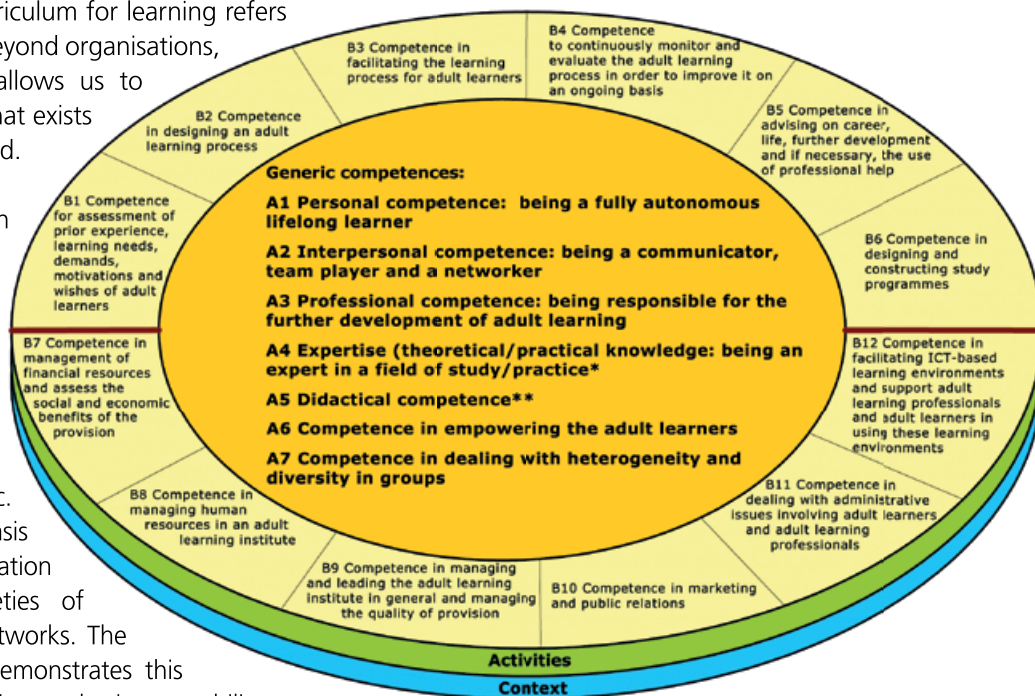 riculum for learning refers
eyond organisations,
allows us to
hat exists
d.
n
c.
asis
ation
eties of
tworks. The
demonstrates this
B1 Competence
for assessment of
prior experience,
learning needs,
demands,
motivations and
wishes of adult
learners
B2 Competence
in designing an adult
learning process
B3 Competence in
facilitating the learning
process for adult learners
B4 Competence
to continuously monitor and
evaluate the adult learning
process in order to improve it on
an ongoing basis
B5 Competence in
advising on career,
life, further development
and if necessary, the use
of professional help
B6 Competence in
designing and
constructing study
programmes
Generic competences:
A1 Personal competence: being a fully autonomous
lifelong learner
A2 Interpersonal competence: being a communicator,
team player and a networker
A3 Professional competence: being responsible for the
further development of adult learning
A4 Expertise (theoretical/practical knowledge: being an
expert in a field of study/practice*
A5 Didactical competence**
A6 Competence in empowering the adult learners
A7 Competence in dealing with heterogeneity and
diversity in groups
B7 Competence in
management of
financial resources
and assess the
social and economic
benefits of the
provision
B8 Competence in
managing human
resources in an adult
learning institute
B9 Competence in managing
and leading the adult learning
institute in general and managing
the quality of provision
B10 Competence in marketing
and public relations
B11 Competence in
dealing with administrative
issues involving adult learners
and adult learning
professionals
B12 Competence in
facilitating ICT-based
learning environments
and support adult
learning professionals
and adult learners in
using these learning
environments
Activities
Context